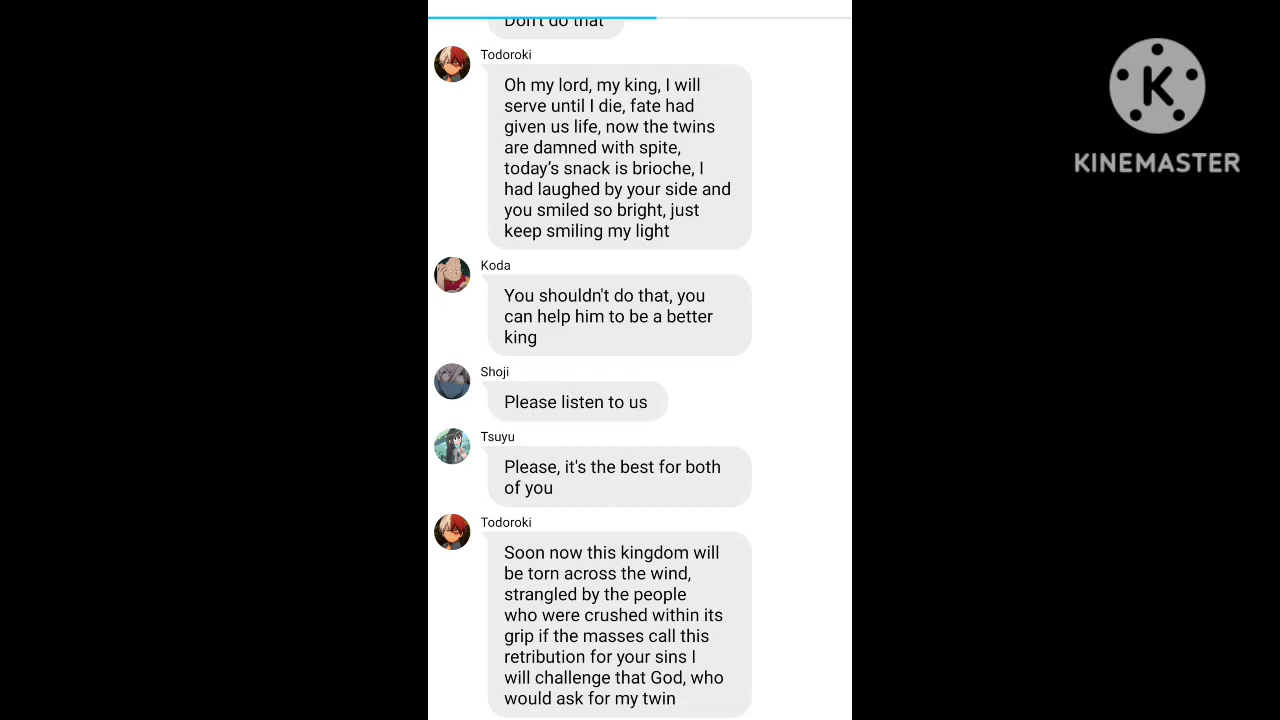 Don't do that
Todoroki
Oh my lord, my king, I will
serve until I die, fate had
given us life, now the twins
are damned with spite,
today’s snack is brioche, I
had laughed by your side and
you smiled so bright, just
keep smiling my light
Koda
You shouldn't do that, you
can help him to be a better
king
Shoji
Please listen to us
Tsuyu
Please, it's the best for both
of you
Todoroki
Soon now this kingdom will
be torn across the wind,
strangled by the people
who were crushed within its
grip if the masses call this
retribution for your sins I
will challenge that God, who
would ask for my twin
K
KINEMASTER